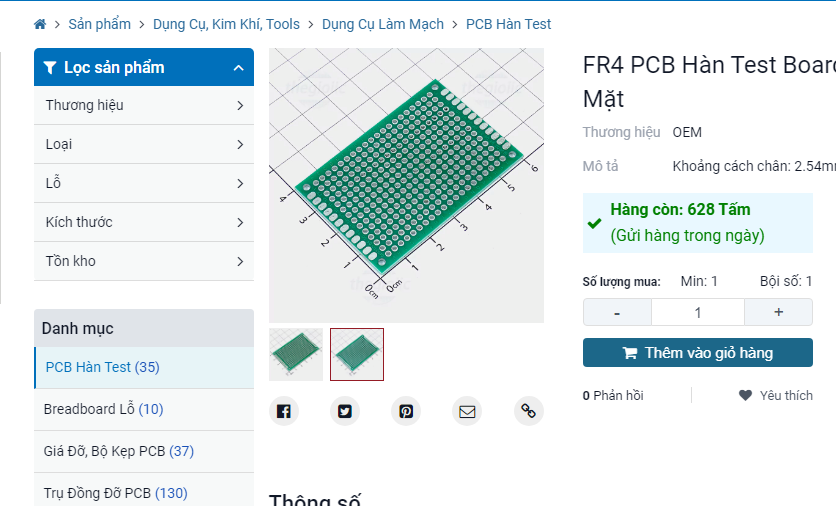 Sản phẩm > Dụng Cụ, Kim Khí, Tools > Dụng Cụ Làm Mạch > PCB Hàn Test
Lọc sản phẩm
Thương hiệu
Loại
Lỗ
Kích thước
Tồn kho
Danh mục
PCB Hàn Test (35)
Breadboard Lỗ (10)
Giá Đỡ, Bộ Kẹp PCB (37)
Trụ Đồng Đỡ PCB (130)
4
3
2
1
0cm
0cm
1
2
3
4
5
6
Thông số
FR4 PCB Hàn Test Board
Mặt
Thương hiệu OEM
Mô tả Khoảng cách chân: 2.54mm
Hàng còn: 628 Tấm
(Gửi hàng trong ngày)
Số lượng mua: Min: 1 Bội số: 1
- 1 +
Thêm vào giỏ hàng
0 Phản hồi
Yêu thích